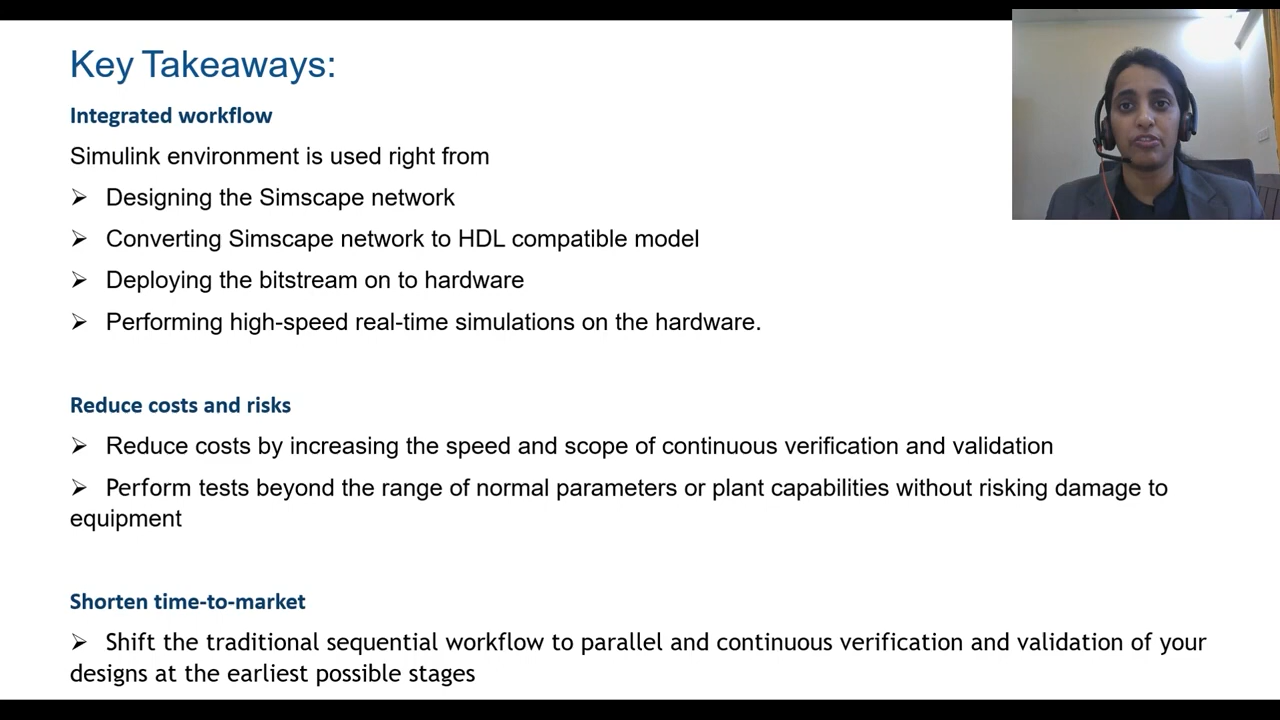 Key Takeaways:
Integrated workflow
Simulink environment is used right from
➢ Designing the Simscape network
➢ Converting Simscape network to HDL compatible model
➢ Deploying the bitstream on to hardware
➢ Performing high-speed real-time simulations on the hardware.
Reduce costs and risks
➢ Reduce costs by increasing the speed and scope of continuous verification and validation
➢ Perform tests beyond the range of normal parameters or plant capabilities without risking damage to
equipment
Shorten time-to-market
➢ Shift the traditional sequential workflow to parallel and continuous verification and validation of your
designs at the earliest possible stages